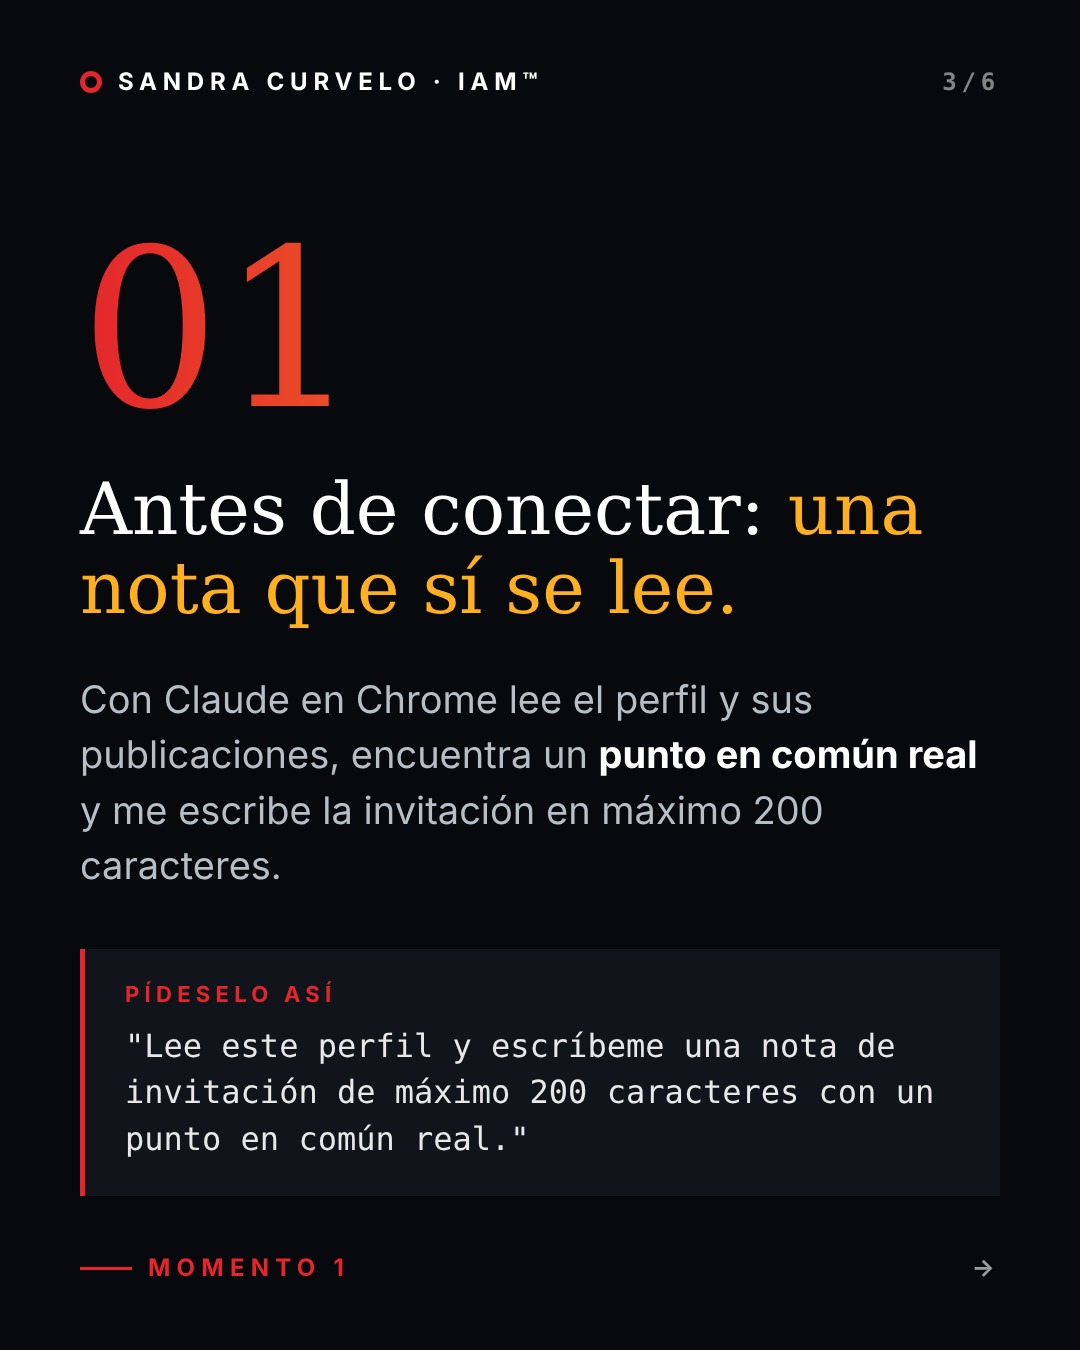 SANDRA CURVELO · IAM™
3/6
01
Antes de conectar: una
nota que sí se lee.
Con Claude en Chrome lee el perfil y sus
publicaciones, encuentra un punto en común real
y me escribe la invitación en máximo 200
caracteres.
PÍDESELO ASÍ
"Lee este perfil y escríbeme una nota de
invitación de máximo 200 caracteres con un
punto en común real."
MOMENTO 1
→